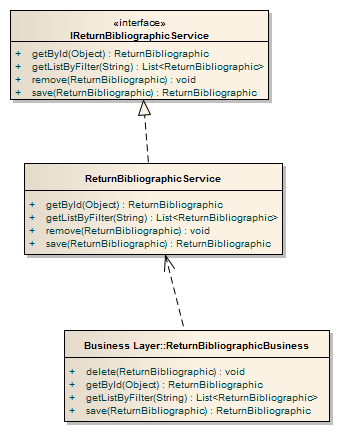 «interface»
IReturnBibliographicService
+ getById(Object) : ReturnBibliographic
+ getListByFilter(String) : List<ReturnBibliographic>
+ remove(ReturnBibliographic) : void
+ save(ReturnBibliographic) : ReturnBibliographic
ReturnBibliographicService
+ getById(Object) : ReturnBibliographic
+ getListByFilter(String) : List<ReturnBibliographic>
+ remove(ReturnBibliographic) : void
+ save(ReturnBibliographic) : ReturnBibliographic
Business Layer::ReturnBibliographicBusiness
+ delete(ReturnBibliographic) : void
+ getById(Object) : ReturnBibliographic
+ getListByFilter(String) : List<ReturnBibliographic>
+ save(ReturnBibliographic) : ReturnBibliographic